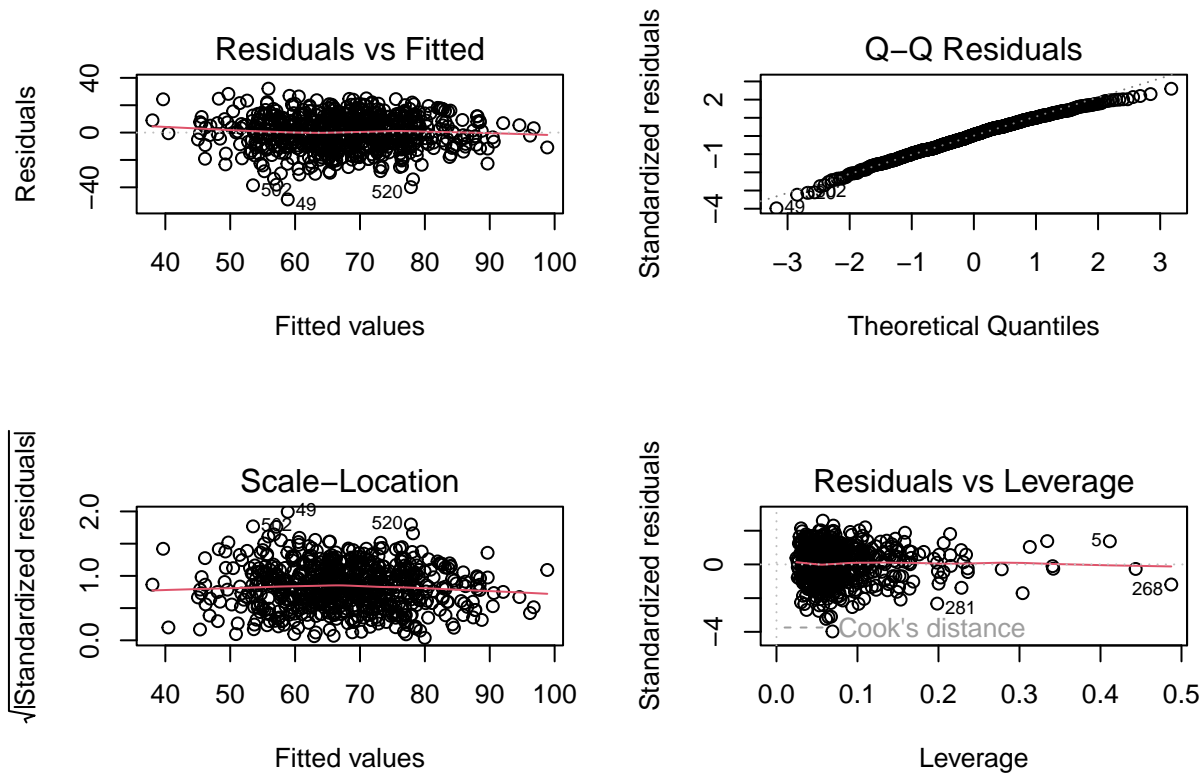 Residuals vs Fitted
Residuals
40
0
−40
40 50 60 70 80 90 100
Fitted values
502
49
520
Q−Q Residuals
Standardized residuals
2
−1
−4
−3 −2 −1 0 1 2 3
Theoretical Quantiles
49
Scale−Location
√|Standardized residuals|
2.0
1.0
0.0
40 50 60 70 80 90 100
Fitted values
502
49
520
Residuals vs Leverage
Standardized residuals
0
−4
0.0 0.1 0.2 0.3 0.4 0.5
Leverage
5
268
281
Cook's distance